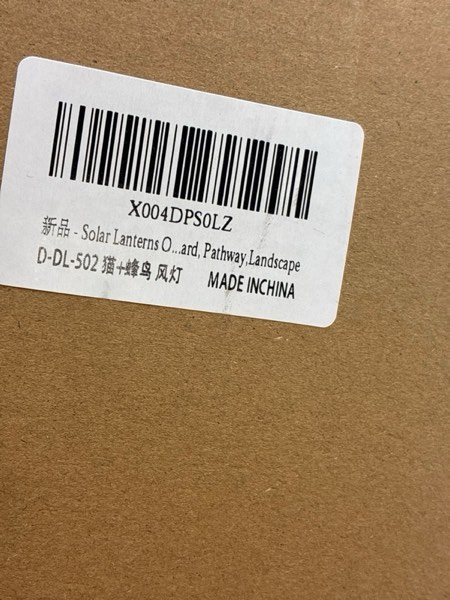 X004DPS0LZ
新品 - Solar Lanterns O...ard, Pathway,Landscape
D-DL-502 猫+蜂鸟 风灯 MADE INCHINA